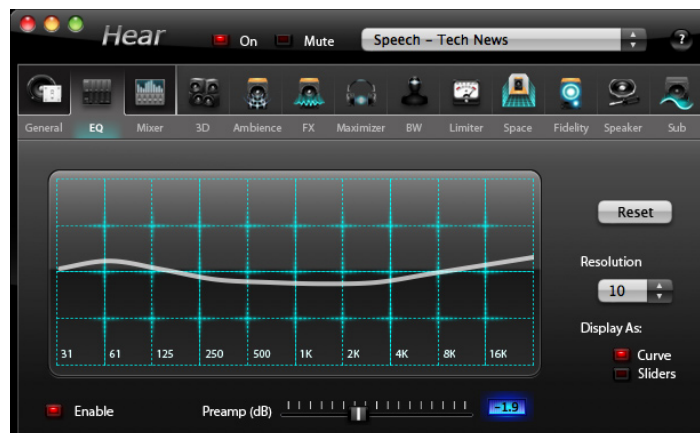 Hear On Mute Speech – Tech News ?
General EQ Mixer 3D Ambience FX Maximizer BW Limiter Space Fidelity Speaker Sub
Reset
Resolution
10
Display As:
Curve
Sliders
31 61 125 250 500 1K 2K 4K 8K 16K
Enable Preamp (dB) -1.9